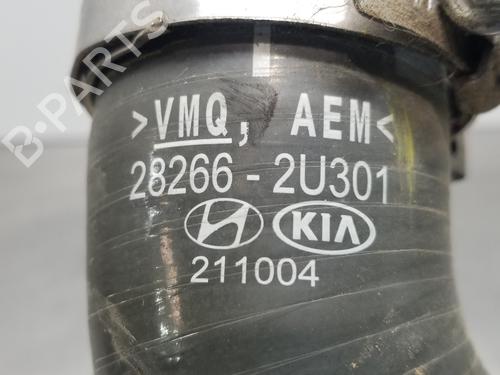 >VMQ, AEM<
28266-2U301
KIA
211004
B-PARTS